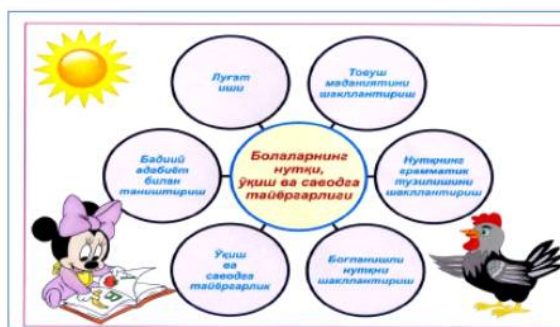 Луғат
иши
Товуш
маданиятини
шакллантириш
Бадиий
адабиёт
билан
таништириш
Болаларнинг
нутқи,
ўқиш ва саводга
тайёргарлиги
Нутқнинг
грамматик
тузилишини
шакллантириш
Ўқиш
ва
саводга
тайёргарлик
Боғланишли
нутқни
шакллантириш